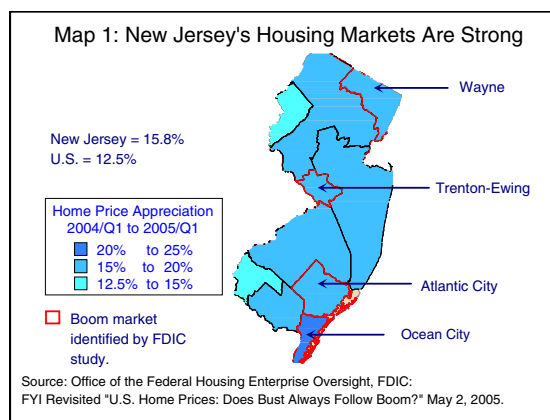 Map 1: New Jersey's Housing Markets Are Strong
Wayne
New Jersey = 15.8%
U.S. = 12.5%
Trenton-Ewing
Home Price Appreciation
2004/Q1 to 2005/Q1
20% to 25%
15% to 20%
12.5% to 15%
Atlantic City
Boom market
identified by FDIC
study.
Ocean City
Source: Office of the Federal Housing Enterprise Oversight, FDIC:
FYI Revisited "U.S. Home Prices: Does Bust Always Follow Boom?" May 2, 2005.